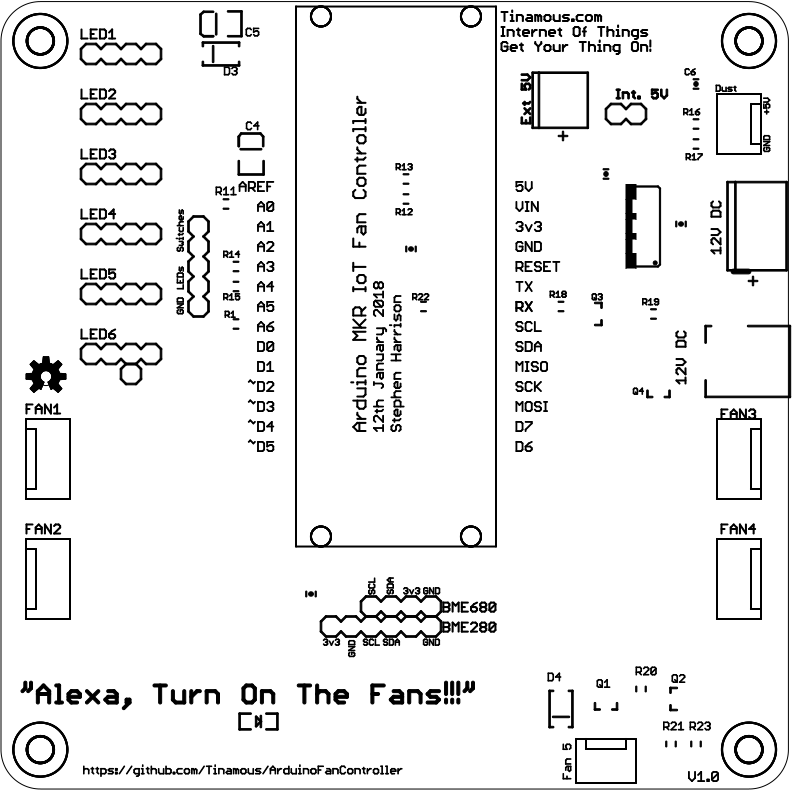 Tinamous.com
Internet Of Things
Get Your Thing On!
LED1
C5
D3
LED2
C6
Ext 5V
Int. 5V
Dust
+5V
R16
GND
R17
+
C4
LED3
R13
R12
R11
AREF
A0
A1
A2
A3
A4
A5
A6
D0
D1
~D2
~D3
~D4
~D5
LED4
Switches
LEDs
GND
R14
R1
LED5
LED6
Arduino MKR IoT Fan Controller
12th January 2018
Stephen Harrison
R22
5V
VIN
3v3
GND
RESET
TX
RX
SCL
SDA
MISO
SCK
MOSI
D7
D6
12V DC
+
R18
Q3
R19
12V DC
Q4
FAN1
FAN3
FAN2
FAN4
SCL
SDA
3v3
GND
BME680
BME280
3v3
GND
SCL
SDA
GND
"Alexa, Turn On The Fans!!!"
D4
Q1
R20
Q2
R21
R23
Fan 5
https://github.com/Tinamous/ArduinoFanController
V1.0